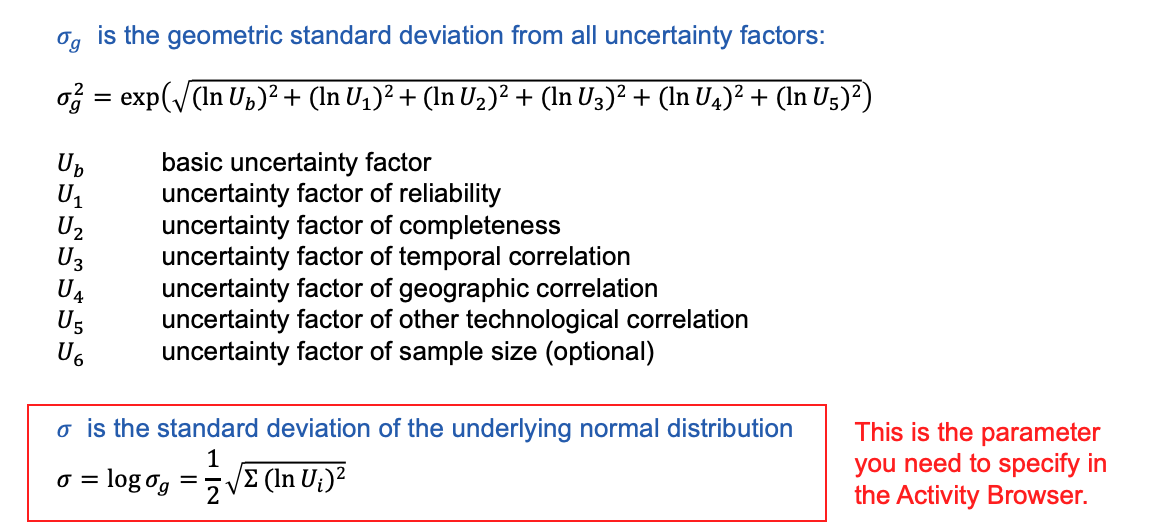 σg is the geometric standard deviation from all uncertainty factors:
σg² = exp(√(ln Ub)² + (ln U₁)² + (ln U₂)² + (ln U₃)² + (ln U₄)² + (ln U₅)²)
Ub basic uncertainty factor
U₁ uncertainty factor of reliability
U₂ uncertainty factor of completeness
U₃ uncertainty factor of temporal correlation
U₄ uncertainty factor of geographic correlation
U₅ uncertainty factor of other technological correlation
U₆ uncertainty factor of sample size (optional)
σ is the standard deviation of the underlying normal distribution
σ = log σg = 1/2 √Σ (ln Uᵢ)²
This is the parameter
you need to specify in
the Activity Browser.